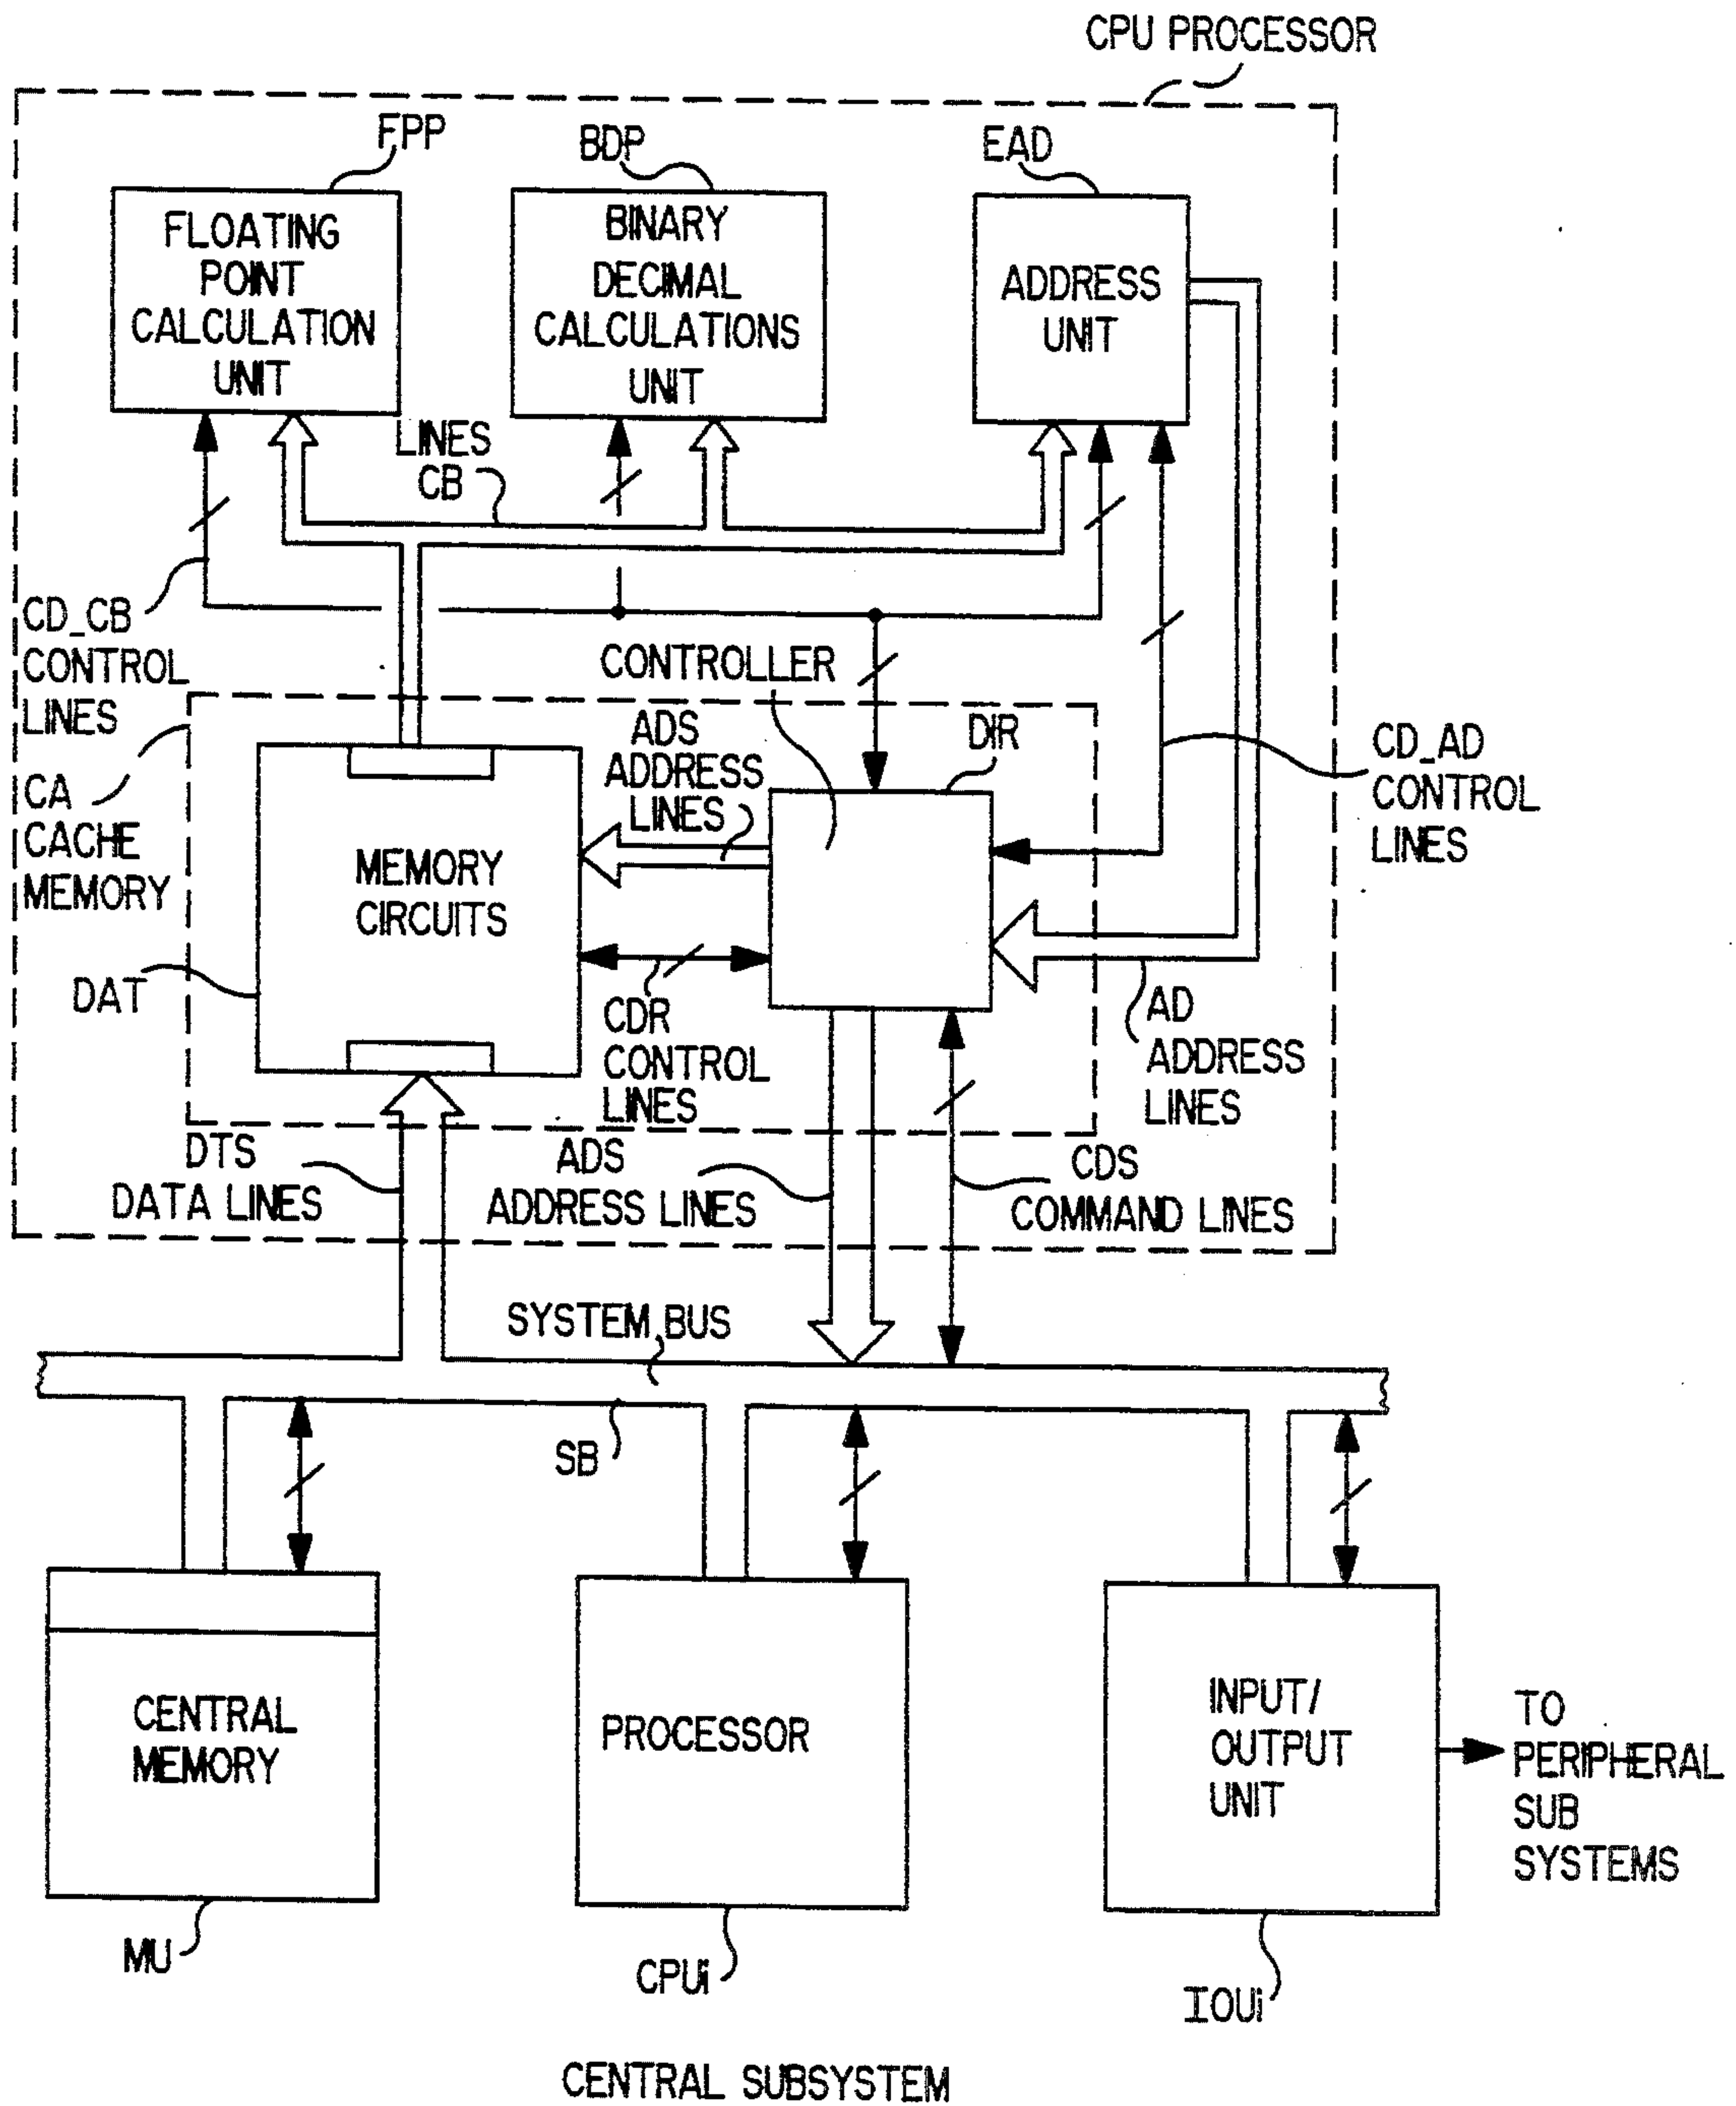 CPU PROCESSOR
FPP
BDP
EAD
FLOATING
POINT
CALCULATION
UNIT
BINARY
DECIMAL
CALCULATIONS
UNIT
ADDRESS
UNIT
LINES
CB
CD_CB
CONTROL
LINES
CONTROLLER
DIR
CD_AD
CONTROL
LINES
CA
CACHE
MEMORY
ADS
ADDRESS
LINES
MEMORY
CIRCUITS
DAT
CDR
CONTROL
LINES
AD
ADDRESS
LINES
DTS
DATA LINES
ADS
ADDRESS LINES
CDS
COMMAND LINES
SYSTEM BUS
SB
CENTRAL
MEMORY
PROCESSOR
INPUT/
OUTPUT
UNIT
TO
PERIPHERAL
SUB
SYSTEMS
MU
CPUi
IOUi
CENTRAL SUBSYSTEM